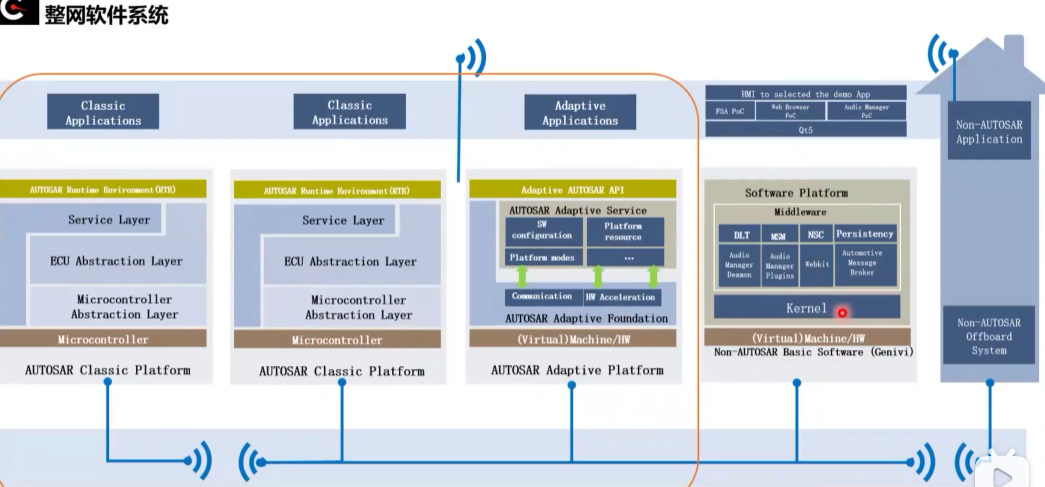 整网软件系统
Classic
Applications
Classic
Applications
Adaptive
Applications
HMI to selected the demo App
FSA PoC
Web Browser
PoC
Audio Manager
PoC
Qt5
Non-AUTOSAR
Application
AUTOSAR Runtime Environment(RTE)
Service Layer
ECU Abstraction Layer
Microcontroller
Abstraction Layer
Microcontroller
AUTOSAR Classic Platform
AUTOSAR Runtime Environment(RTE)
Service Layer
ECU Abstraction Layer
Microcontroller
Abstraction Layer
Microcontroller
AUTOSAR Classic Platform
Adaptive AUTOSAR API
AUTOSAR Adaptive Service
SW
configuration
Platform
resource
Platform modes
...
Communication
HW Acceleration
AUTOSAR Adaptive Foundation
(Virtual)Machine/HW
AUTOSAR Adaptive Platform
Software Platform
Middleware
DLT
MSM
NSC
Persistency
Audio
Manager
Deamon
Audio
Manager
Plugins
Webkit
Automotive
Message
Broker
Kernel
(Virtual)Machine/HW
Non-AUTOSAR Basic Software (Genivi)
Non-AUTOSAR
Offboard
System